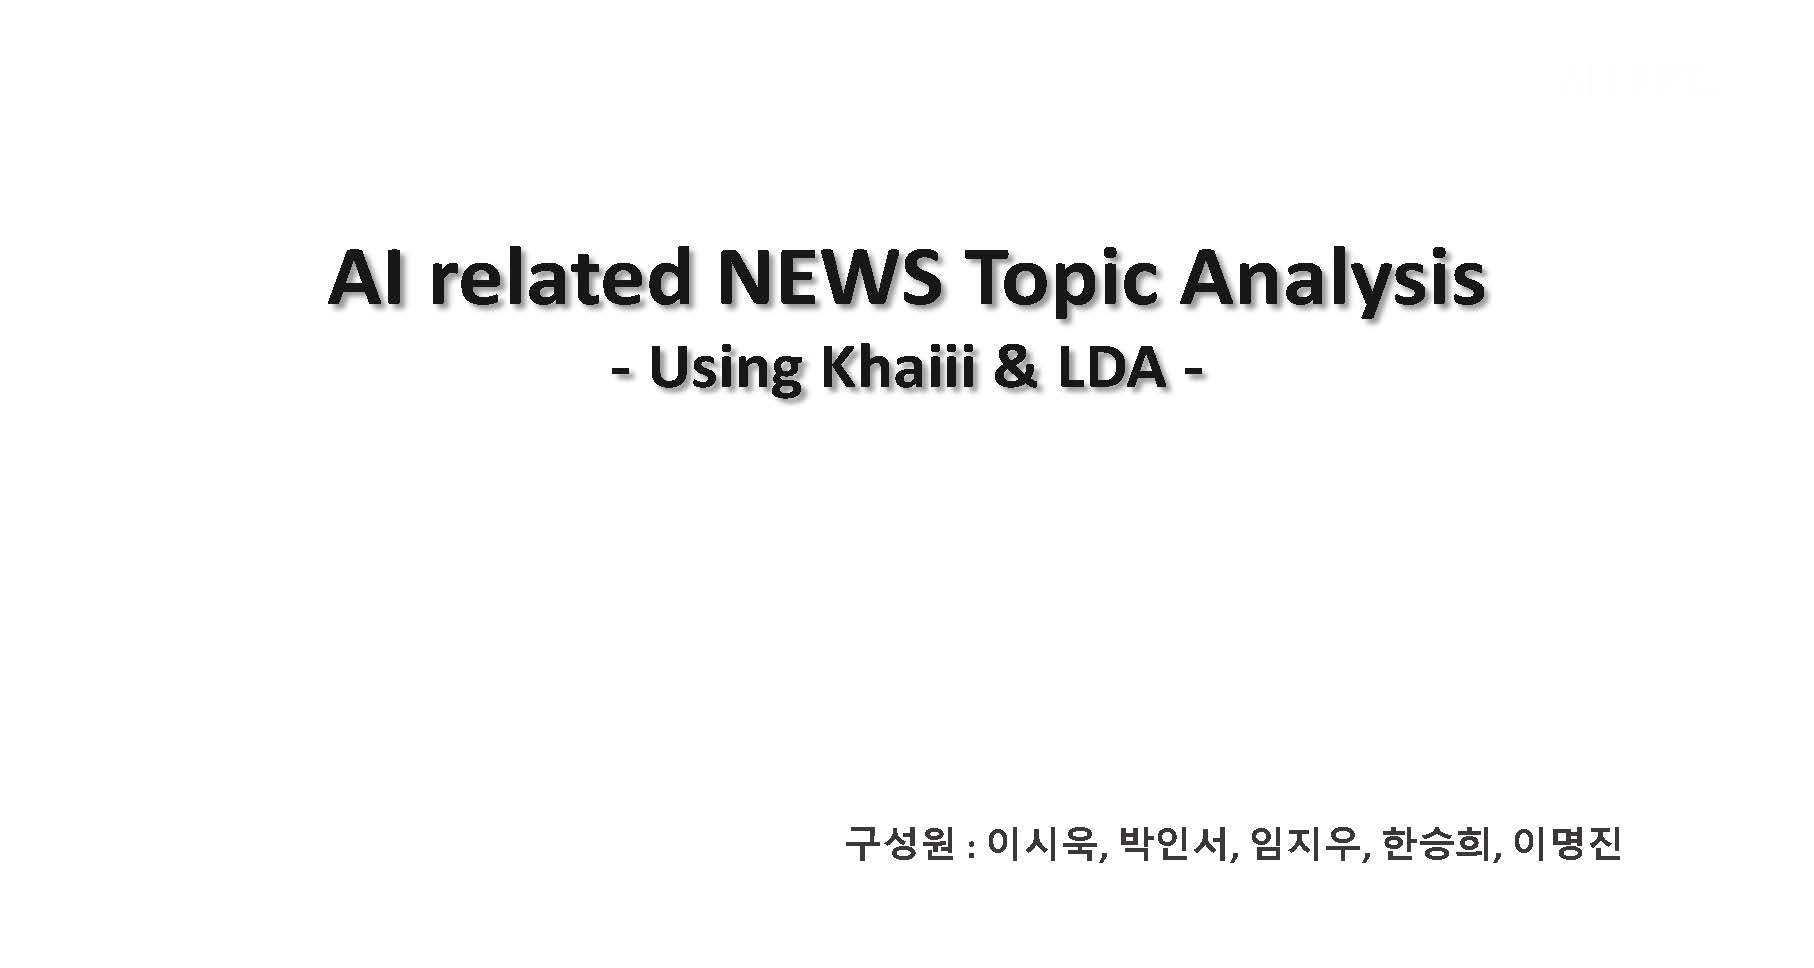 AI related NEWS Topic Analysis
- Using Khaiii & LDA -
구성원 : 이시욱, 박인서, 임지우, 한승희, 이명진